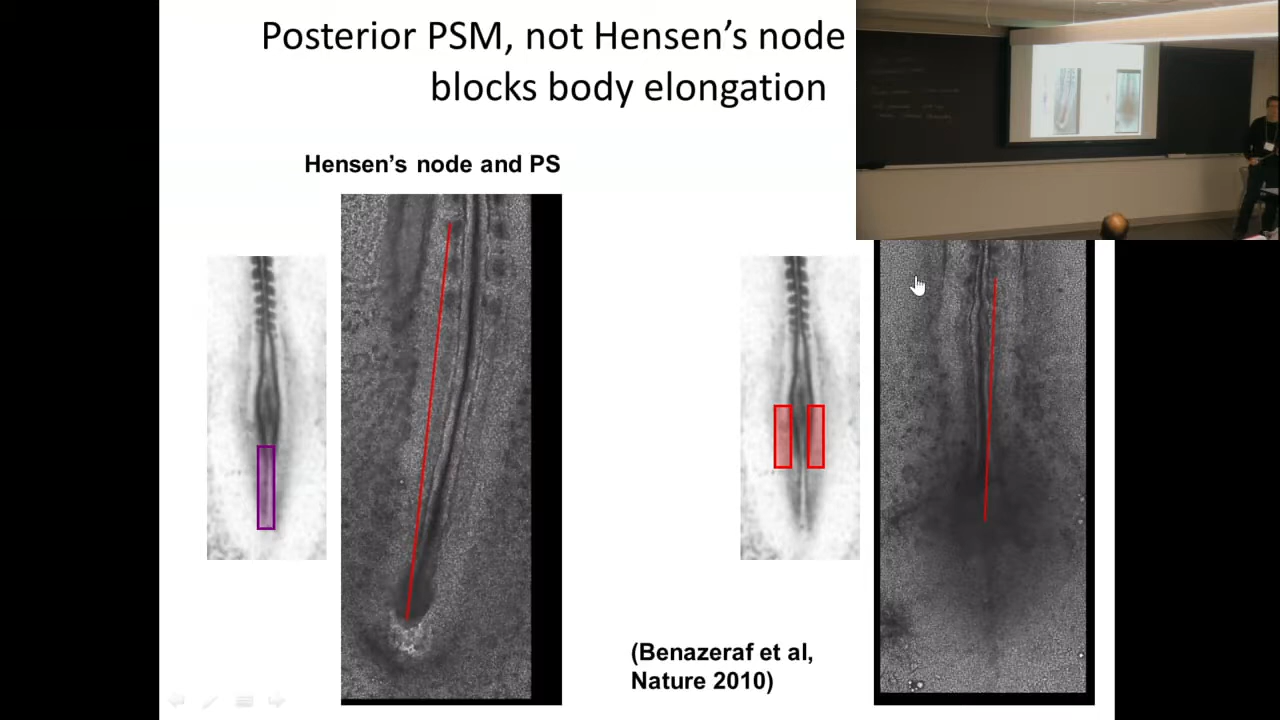 Posterior PSM, not Hensen's node
blocks body elongation
Hensen's node and PS
(Benazeraf et al,
Nature 2010)